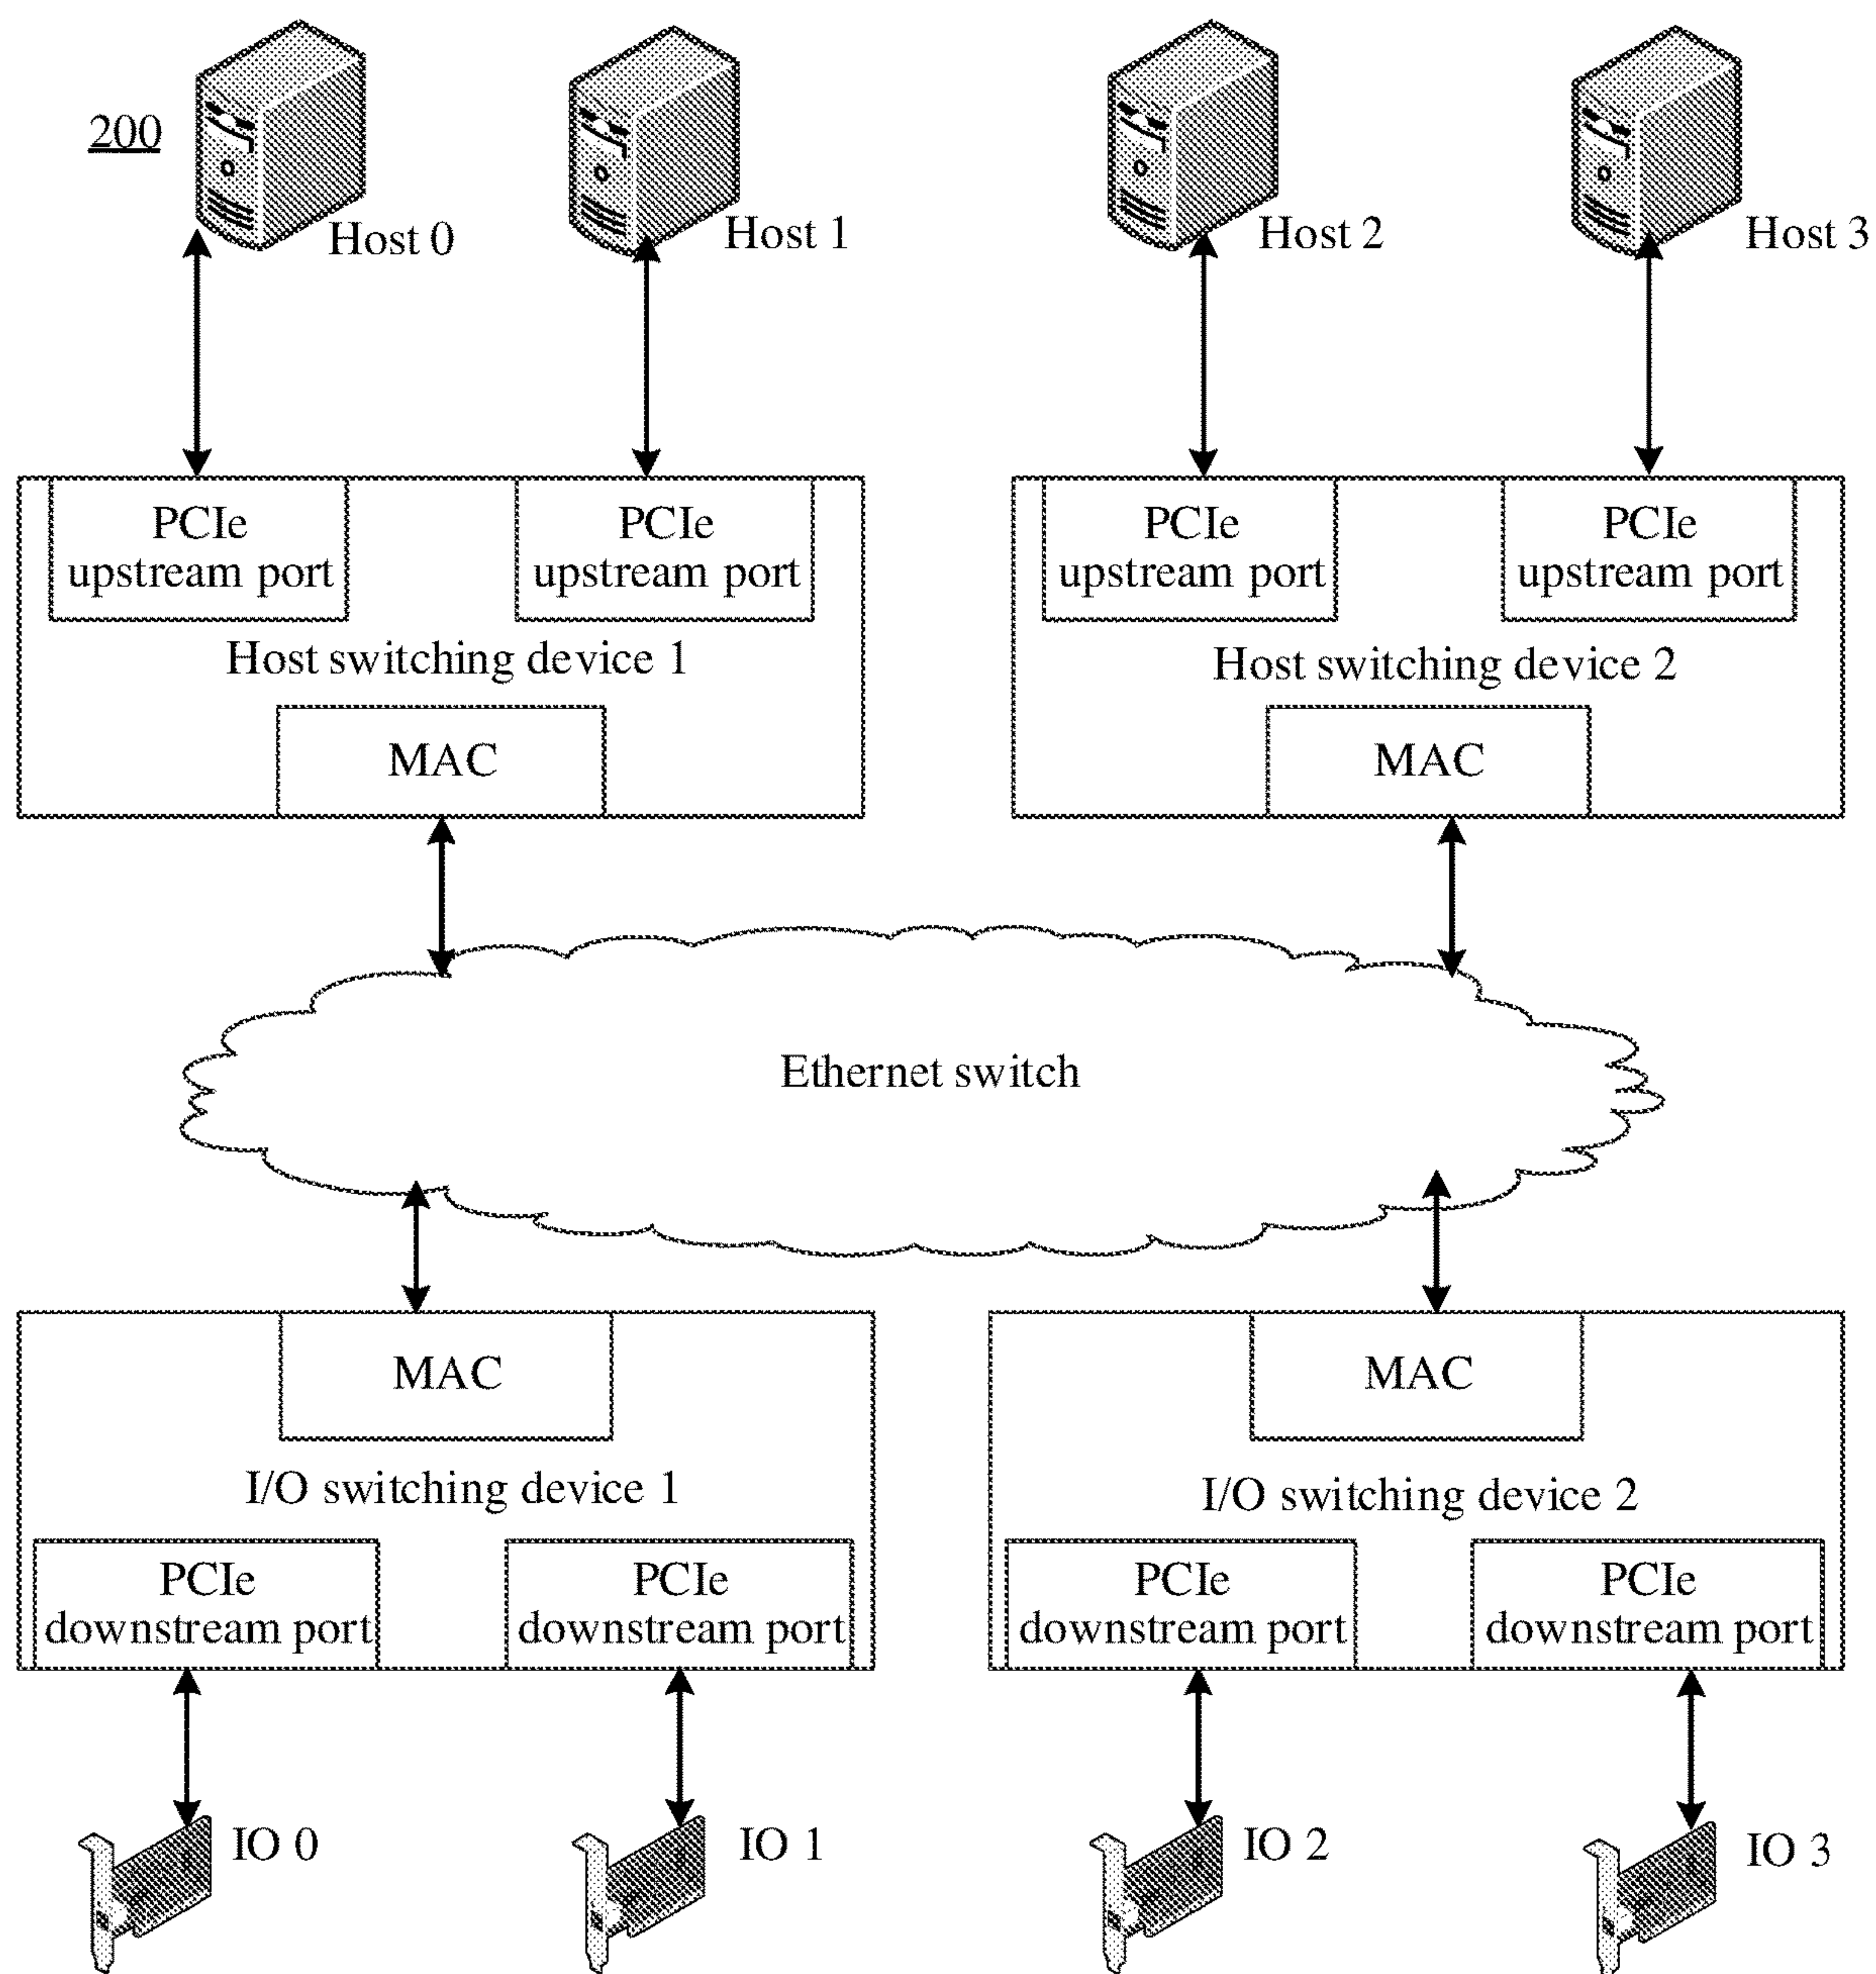 200
Host 0
Host 1
Host 2
Host 3
PCIe
upstream port
PCIe
upstream port
PCIe
upstream port
PCIe
upstream port
Host switching device 1
Host switching device 2
MAC
MAC
Ethernet switch
MAC
MAC
I/O switching device 1
I/O switching device 2
PCIe
downstream port
PCIe
downstream port
PCIe
downstream port
PCIe
downstream port
IO 0
IO 1
IO 2
IO 3